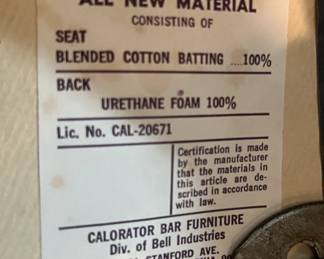 ALL NEW MATERIAL
CONSISTING OF
SEAT
BLENDED COTTON BATTING ....100%
BACK
URETHANE FOAM 100%
Lic. No. CAL-20671
Certification is made
by the manufacturer
that the materials in
this article are de-
scribed in accordance
with law.
CALORATOR BAR FURNITURE
Div. of Bell Industries
STANFORD AVE.